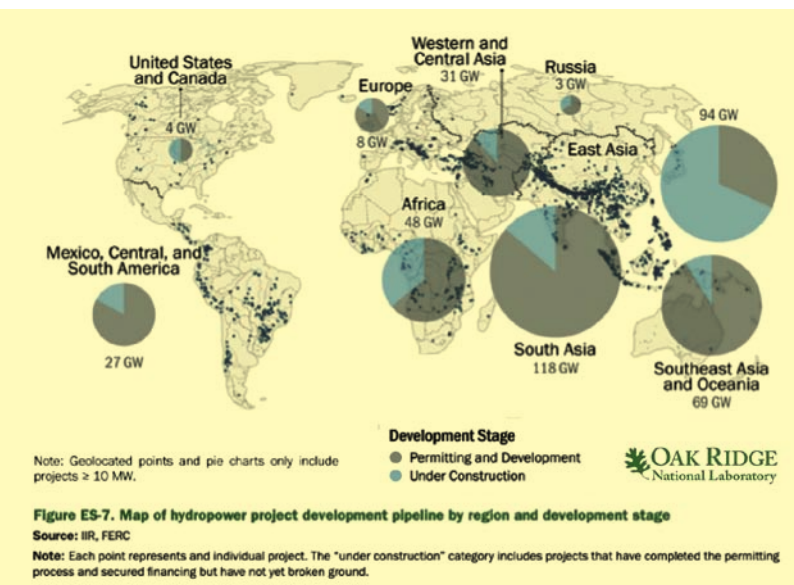 United States
and Canada
4 GW
Europe
8 GW
Western and
Central Asia
31 GW
Russia
3 GW
94 GW
East Asia
Africa
48 GW
Mexico, Central, and
South America
27 GW
South Asia
118 GW
Southeast Asia
and Oceania
69 GW
Development Stage
Permitting and Development
Under Construction
Note: Geolocated points and pie charts only include
projects ≥ 10 MW.
OAK RIDGE
National Laboratory
Figure ES-7. Map of hydropower project development pipeline by region and development stage
Source: IIR, FERC
Note: Each point represents and individual project. The "under construction" category includes projects that have completed the permitting
process and secured financing but have not yet broken ground.